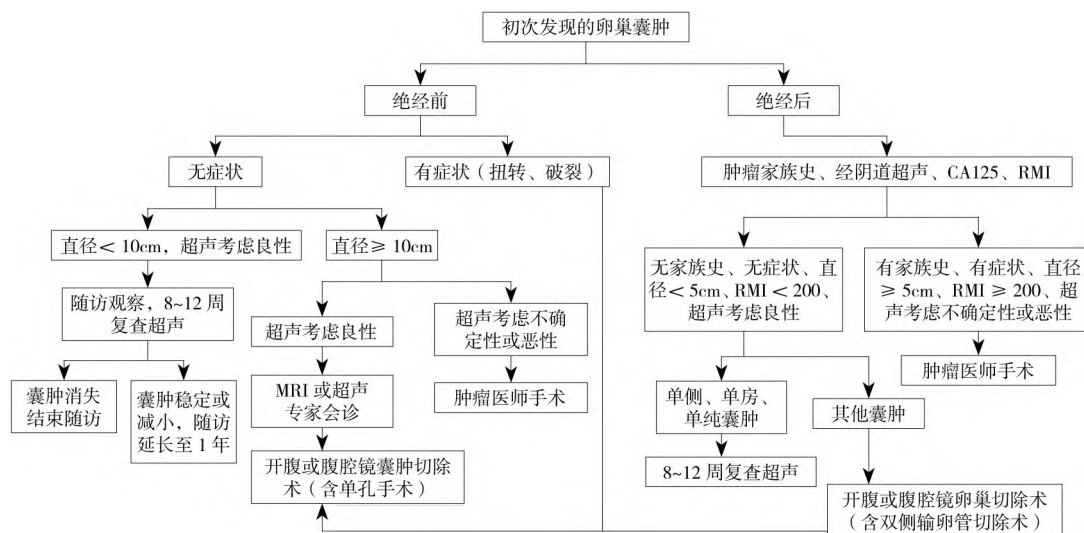 初次发现的卵巢囊肿
绝经前
绝经后
无症状
有症状（扭转、破裂）
肿瘤家族史、经阴道超声、CA125、RMI
直径＜10cm，超声考虑良性
直径≥10cm
无家族史、无症状、直
径＜5cm、RMI＜200、
超声考虑良性
有家族史、有症状、直径
≥5cm、RMI≥200、超
声考虑不确定性或恶性
随访观察，8~12 周
复查超声
超声考虑良性
超声考虑不确
定性或恶性
肿瘤医师手术
囊肿消失
结束随访
囊肿稳定或
减小，随访
延长至 1 年
MRI 或超声
专家会诊
肿瘤医师手术
单侧、单房、
单纯囊肿
其他囊肿
开腹或腹腔镜囊肿切除
术（含单孔手术）
8~12 周复查超声
开腹或腹腔镜卵巢切除术
（含双侧输卵管切除术）